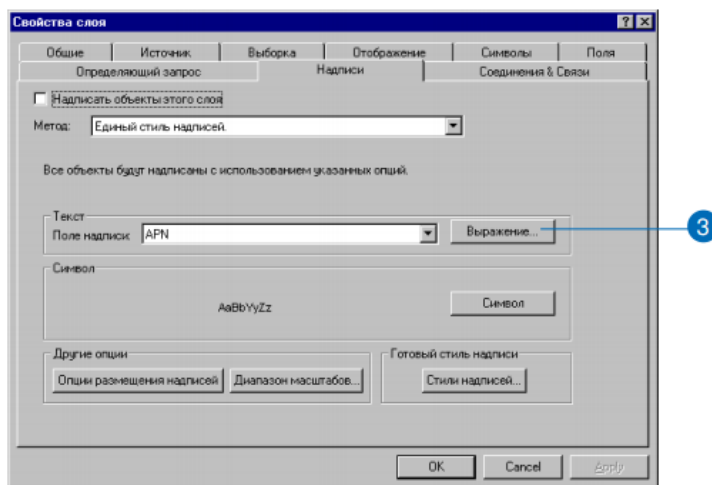 Свойства слоя
Общие Источник Выборка Отображение Символы Поля
Определяющий запрос Надписи Соединения & Связи
Надписать объекты этого слоя
Метод: Единый стиль надписей.
Все объекты будут надписаны с использованием указанных опций.
Текст
Поле надписи: APN Выражение... 3
Символ
AaBbYyZz Символ
Другие опции Готовый стиль надписи
Опции размещения надписей Диапазон масштабов... Стили надписей...
OK Cancel Apply